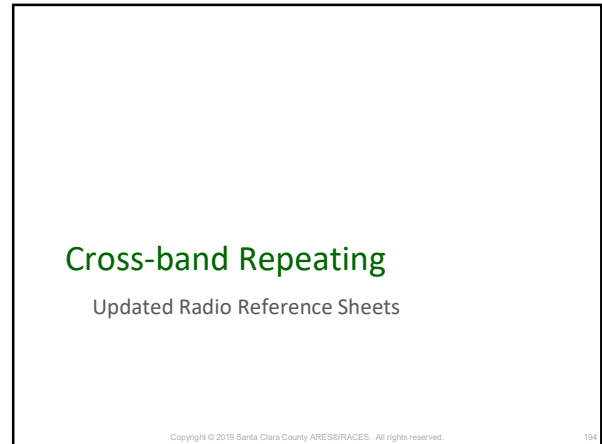 Cross-band Repeating
Updated Radio Reference Sheets
Copyright © 2019 Santa Clara County ARES®/RACES. All rights reserved.
194